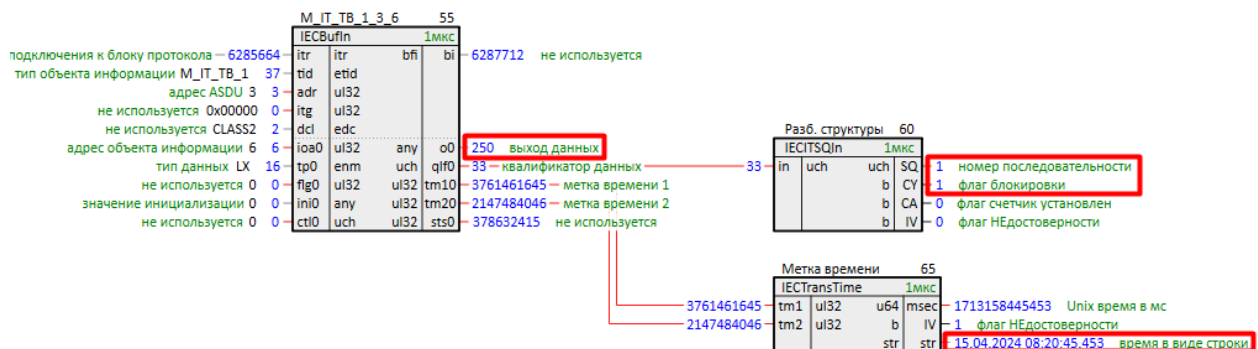 M_IT_TB_1_3_6 55
IECBufIn 1мкс
подключения к блоку протокола 6285664 itr itr bfi bi 6287712 не используется
тип объекта информации M_IT_TB_1 37 tid etid
адрес ASDU 3 3 adr ul32
не используется 0x00000 0 itg ul32
не используется CLASS2 2 dcl edc
адрес объекта информации 6 6 ioa0 ul32 any o0 250 выход данных
тип данных LX 16 tp0 enm uch qlf0 33 квалификатор данных
не используется 0 0 flg0 ul32 ul32 tm10 3761461645 метка времени 1
значение инициализации 0 0 ini0 any ul32 tm20 2147484046 метка времени 2
не используется 0 0 ctl0 uch ul32 sts0 378632415 не используется
Разб. структуры 60
IECITSQIn 1мкс
33 in uch uch SQ 1 номер последовательности
b CY 1 флаг блокировки
b CA 0 флаг счетчик установлен
b IV 0 флаг НЕдостоверности
Метка времени 65
IECTransTime 1мкс
3761461645 tm1 ul32 u64 msec 1713158445453 Unix время в мс
2147484046 tm2 ul32 b IV 1 флаг НЕдостоверности
str str 15.04.2024 08:20:45.453 время в виде строки